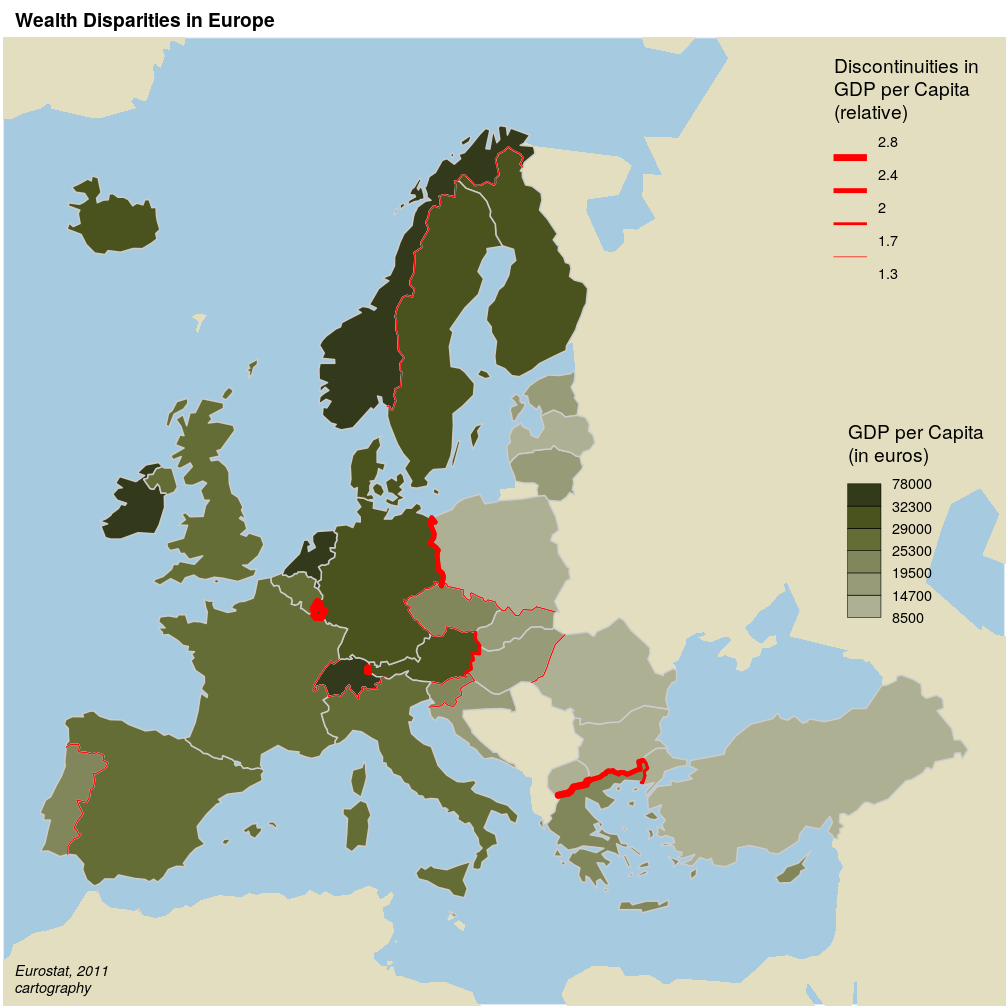 Wealth Disparities in Europe
Discontinuities in
GDP per Capita
(relative)
2.8
2.4
2
1.7
1.3
GDP per Capita
(in euros)
78000
32300
29000
25300
19500
14700
8500
Eurostat, 2011
cartography